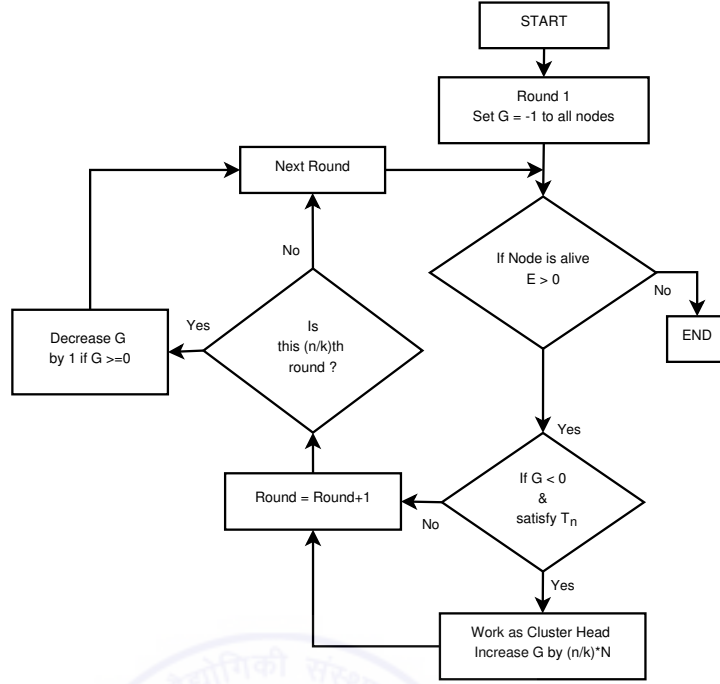 START
Round 1
Set G = -1 to all nodes
Next Round
No
If Node is alive
E > 0
No
END
Is
this (n/k)th
round ?
Yes
Decrease G
by 1 if G >=0
Yes
If G < 0
&
satisfy Tn
No
Round = Round+1
Yes
Work as Cluster Head
Increase G by (n/k)*N